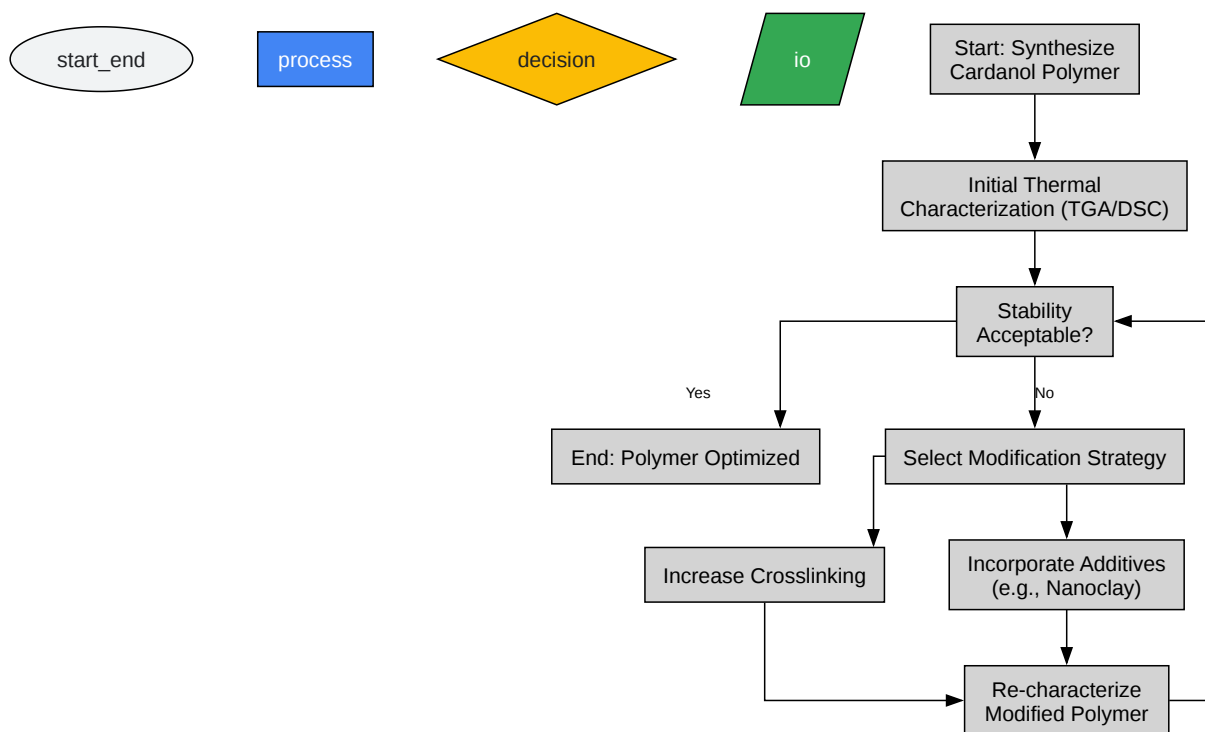 start_end
process
decision
io
Start: Synthesize
Cardanol Polymer
Initial Thermal
Characterization (TGA/DSC)
Stability
Acceptable?
Yes
No
End: Polymer Optimized
Select Modification Strategy
Increase Crosslinking
Incorporate Additives
(e.g., Nanoclay)
Re-characterize
Modified Polymer